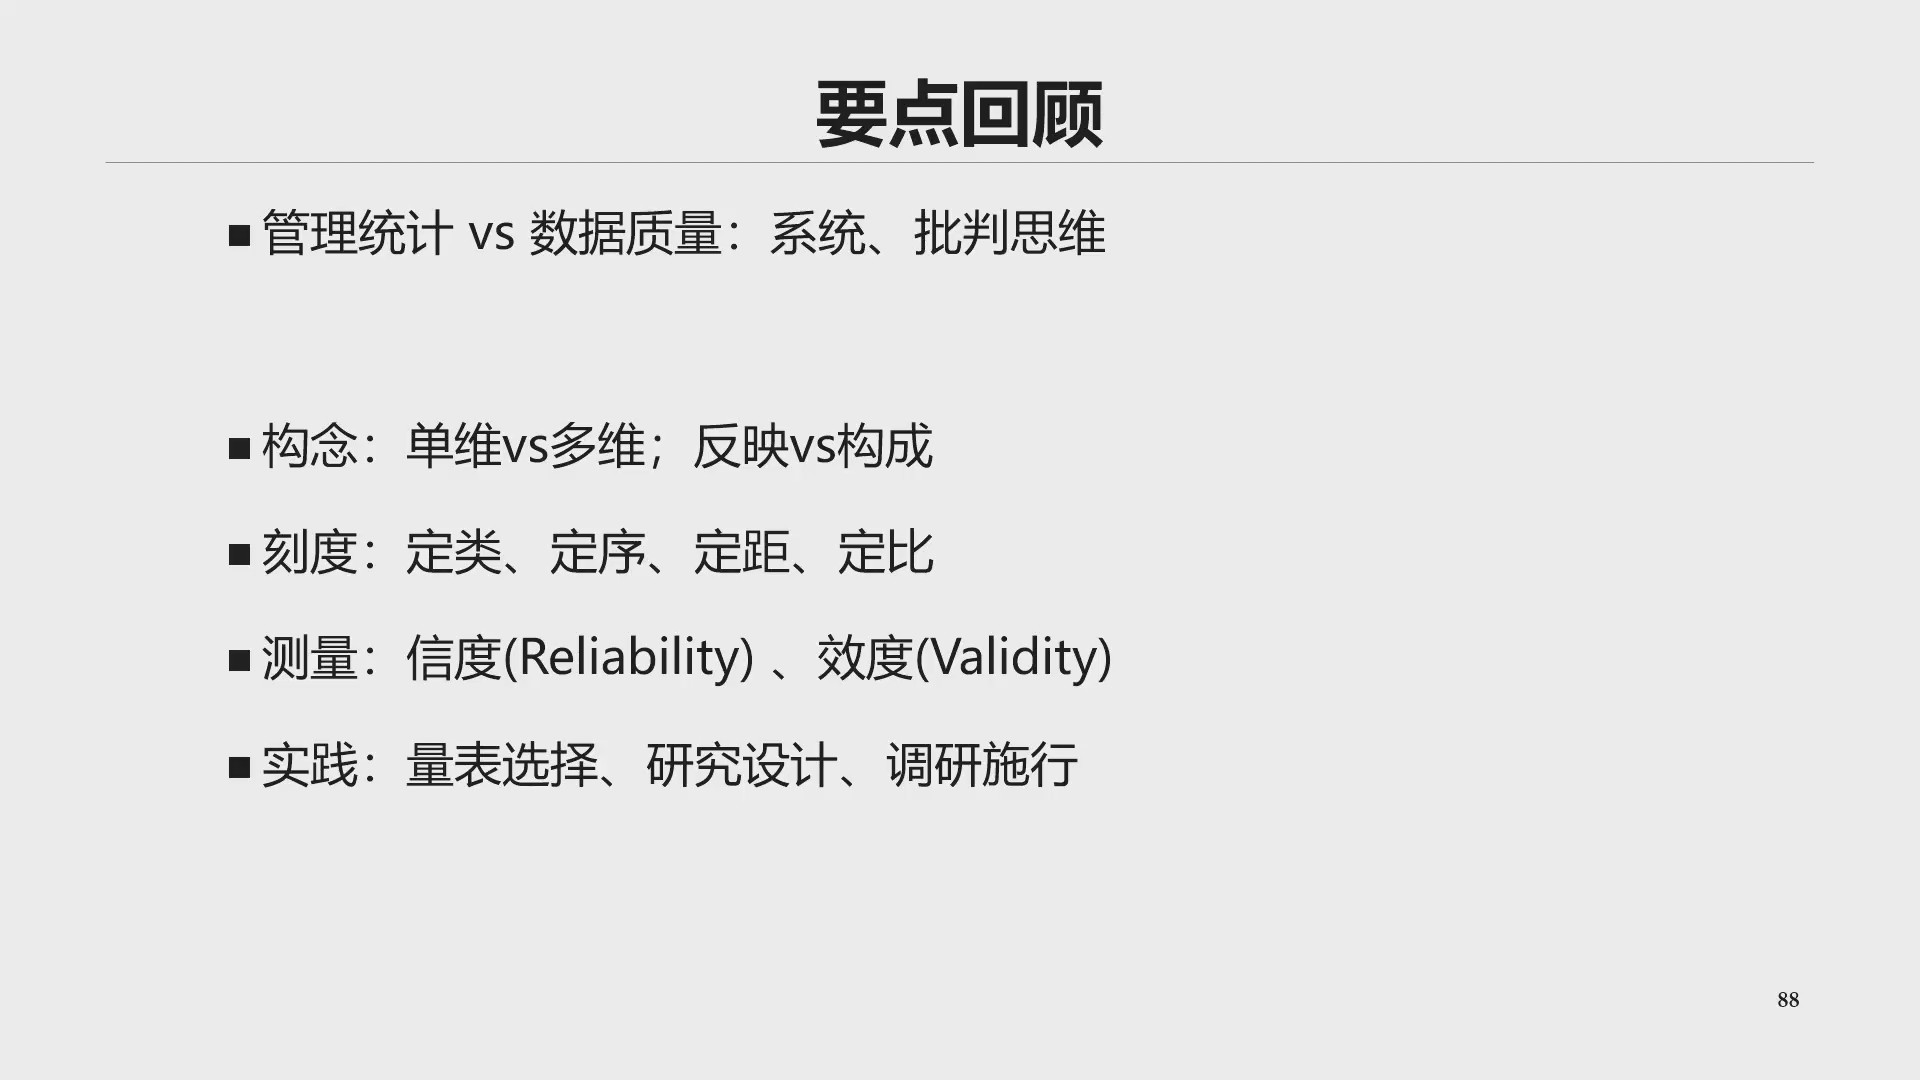 要点回顾
管理统计 vs 数据质量：系统、批判思维
构念：单维vs多维；反映vs构成
刻度：定类、定序、定距、定比
测量：信度(Reliability) 、效度(Validity)
实践：量表选择、研究设计、调研施行
88